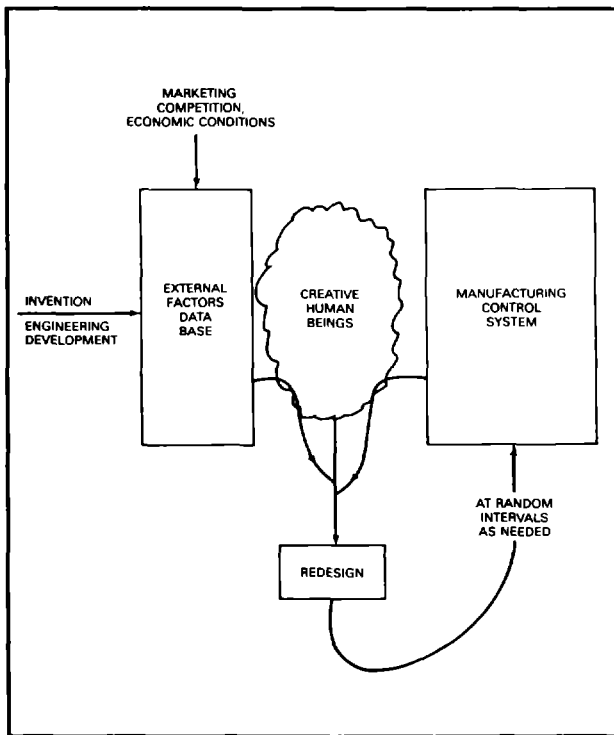 MARKETING
COMPETITION,
ECONOMIC CONDITIONS
INVENTION
ENGINEERING
DEVELOPMENT
EXTERNAL
FACTORS
DATA
BASE
CREATIVE
HUMAN
BEINGS
MANUFACTURING
CONTROL
SYSTEM
AT RANDOM
INTERVALS
AS NEEDED
REDESIGN